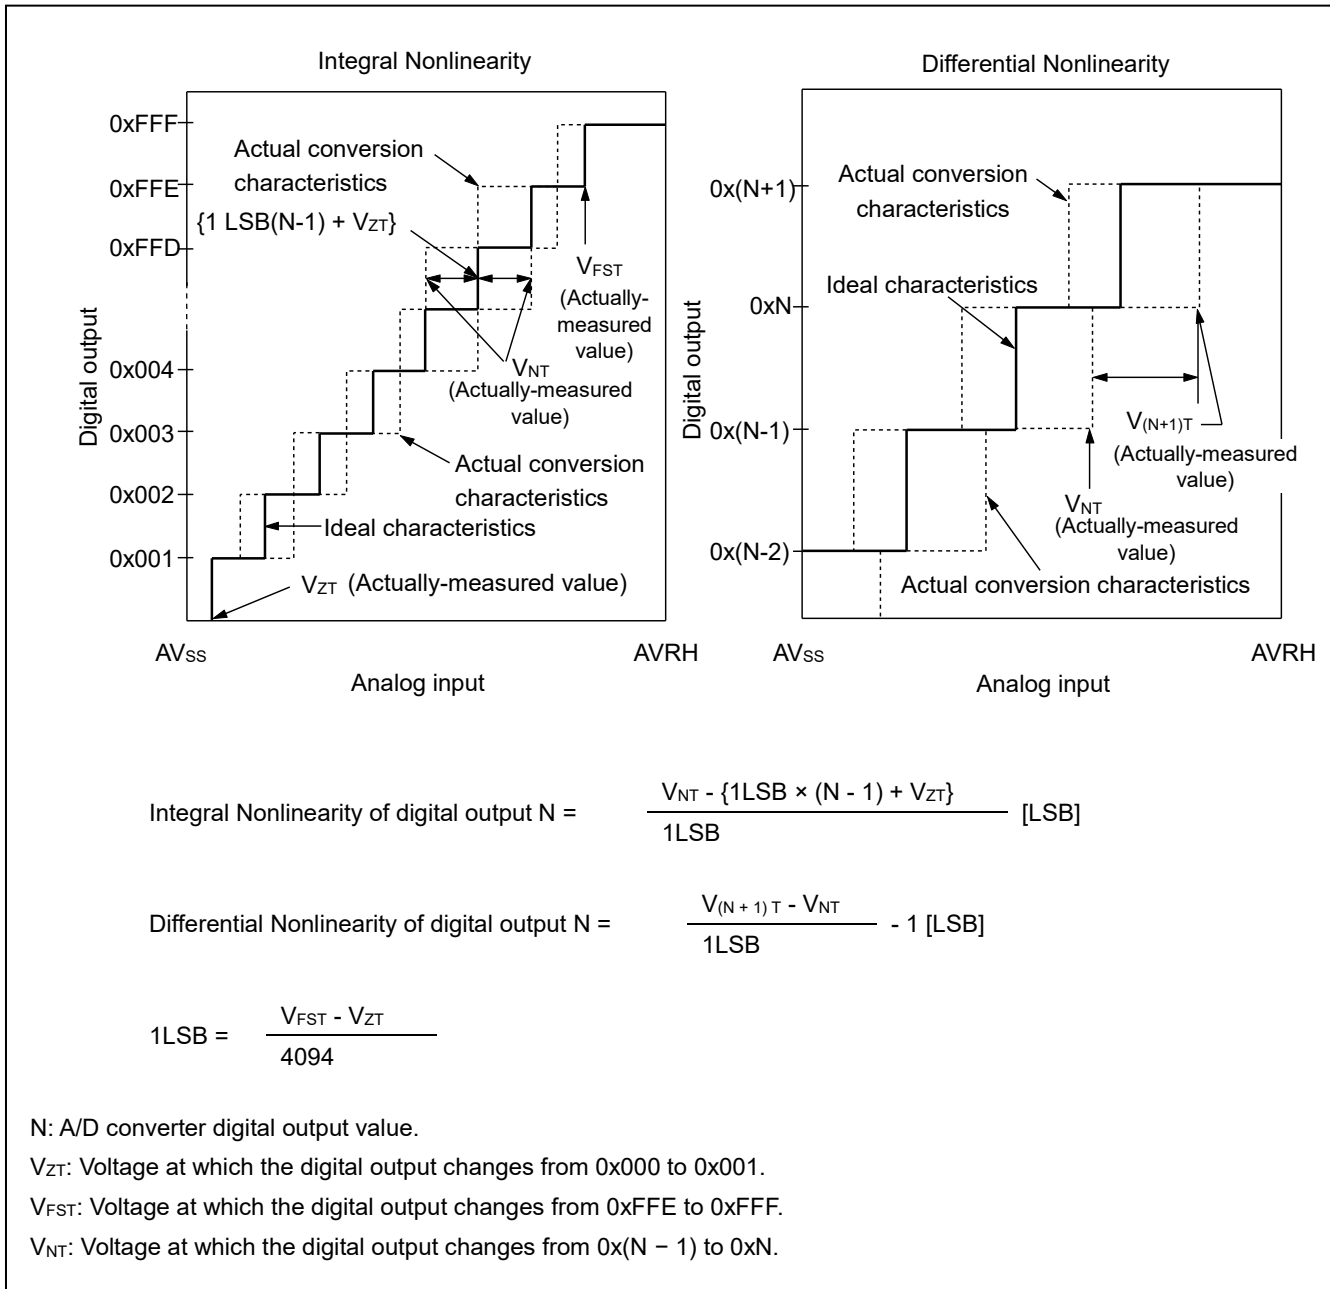 Integral Nonlinearity
0xFFF
0xFFE
0xFFD
0x004
0x003
0x002
0x001
Digital output
Actual conversion
characteristics
{1 LSB(N-1) + VZT}
VFST
(Actually-
measured
value)
VNT
(Actually-measured
value)
Actual conversion
characteristics
Ideal characteristics
VZT (Actually-measured value)
AVSS
AVRH
Analog input
Differential Nonlinearity
0x(N+1)
0xN
0x(N-1)
0x(N-2)
Digital output
Actual conversion
characteristics
Ideal characteristics
V(N+1)T
(Actually-measured
value)
VNT
(Actually-measured
value)
Actual conversion characteristics
AVSS
AVRH
Analog input
Integral Nonlinearity of digital output N =
VNT - {1LSB × (N - 1) + VZT}
1LSB
[LSB]
Differential Nonlinearity of digital output N =
V(N + 1) T - VNT
1LSB
- 1 [LSB]
1LSB =
VFST - VZT
4094
N: A/D converter digital output value.
VZT: Voltage at which the digital output changes from 0x000 to 0x001.
VFST: Voltage at which the digital output changes from 0xFFE to 0xFFF.
VNT: Voltage at which the digital output changes from 0x(N − 1) to 0xN.